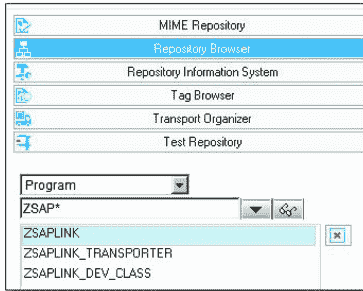 MIME Repository
Repository Browser
Repository Information System
Tag Browser
Transport Organizer
Test Repository
Program
ZSAP*
ZSAPLINK
ZSAPLINK_TRANSPORTER
ZSAPLINK_DEV_CLASS